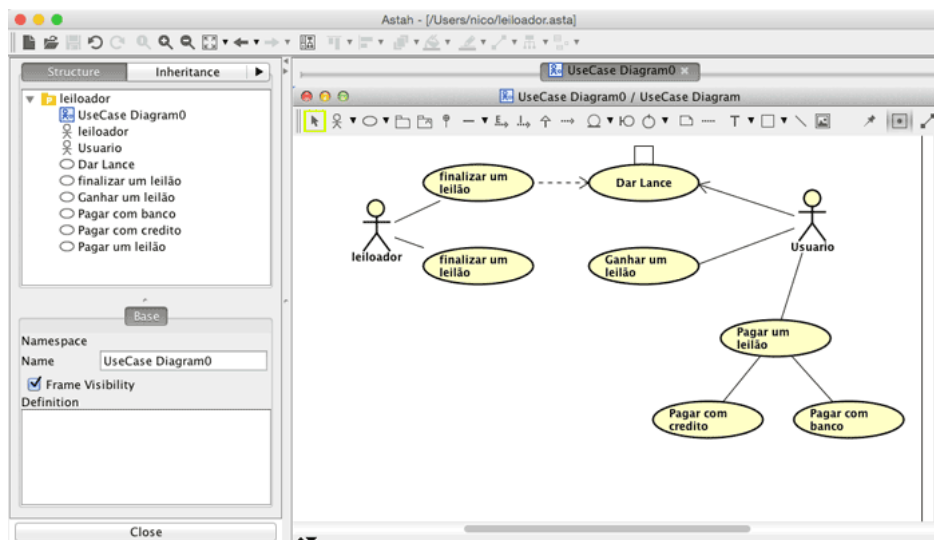 Astah - [/Users/nico/leiloador.asta]
Structure
Inheritance
leiloador
UseCase Diagram0
leiloador
Usuario
Dar Lance
finalizar um leilão
Ganhar um leilão
Pagar com banco
Pagar com credito
Pagar um leilão
Base
Namespace
Name
UseCase Diagram0
Frame Visibility
Definition
Close
UseCase Diagram0
UseCase Diagram0 / UseCase Diagram
T
finalizar um
leilão
Dar Lance
leiloador
Usuario
finalizar um
leilão
Ganhar um
leilão
Pagar um
leilão
Pagar com
credito
Pagar com
banco